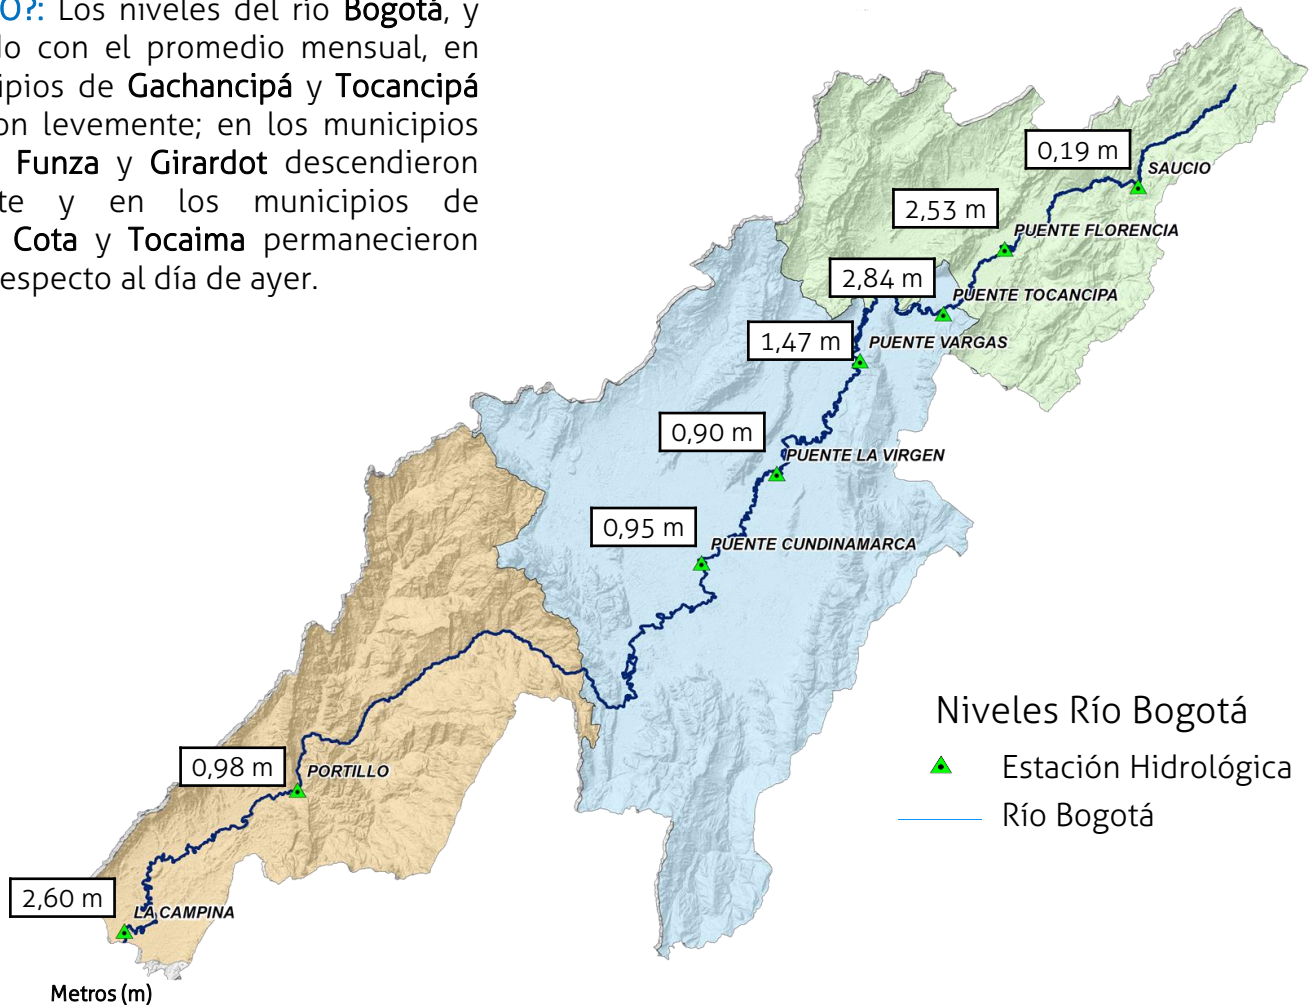 O?: Los niveles del río Bogotá, y
o con el promedio mensual, en
ipios de Gachancipá y Tocancipá
on levemente; en los municipios
Funza y Girardot descendieron
te y en los municipios de
Cota y Tocaima permanecieron
especto al día de ayer.
0,19 m
SAUCIO
2,53 m
PUENTE FLORENCIA
2,84 m
PUENTE TOCANCIPA
1,47 m
PUENTE VARGAS
0,90 m
PUENTE LA VIRGEN
0,95 m
PUENTE CUNDINAMARCA
Niveles Río Bogotá
Estación Hidrológica
Río Bogotá
0,98 m
PORTILLO
2,60 m
LA CAMPINA
Metros (m)